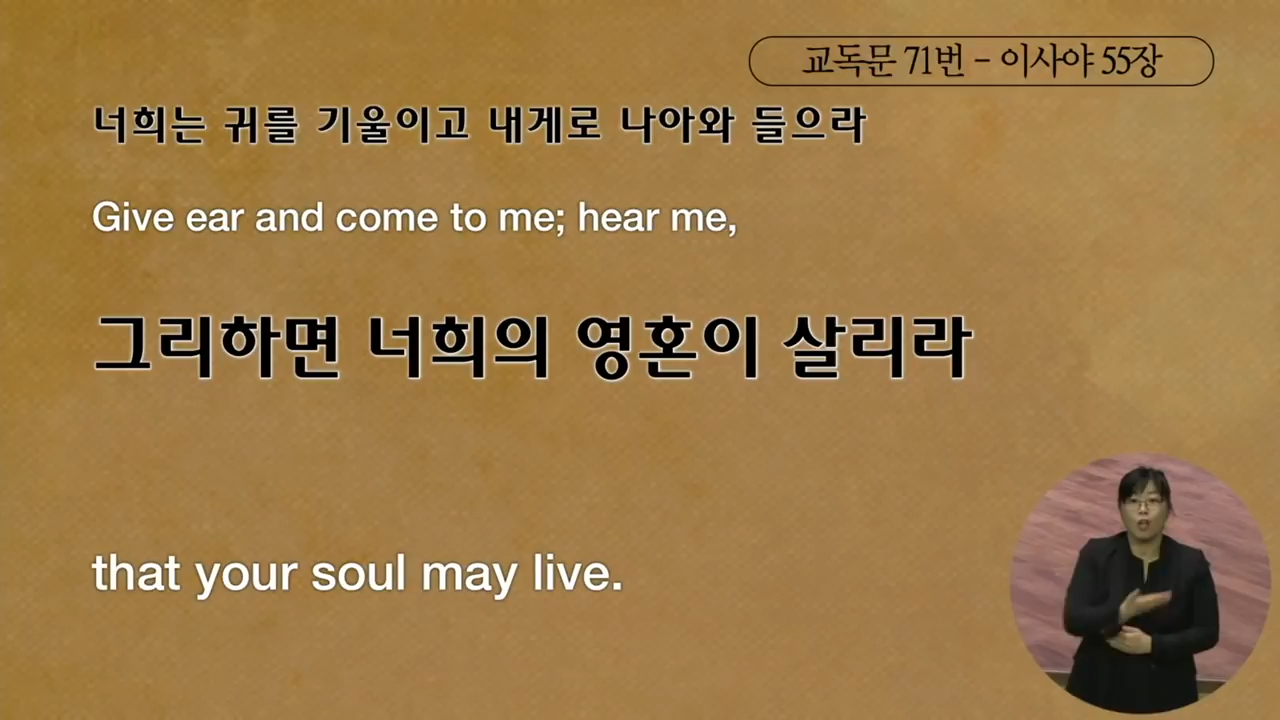 교독문 71번 - 이사야 55장
너희는 귀를 기울이고 내게로 나아와 들으라
Give ear and come to me; hear me,
그리하면 너희의 영혼이 살리라
that your soul may live.